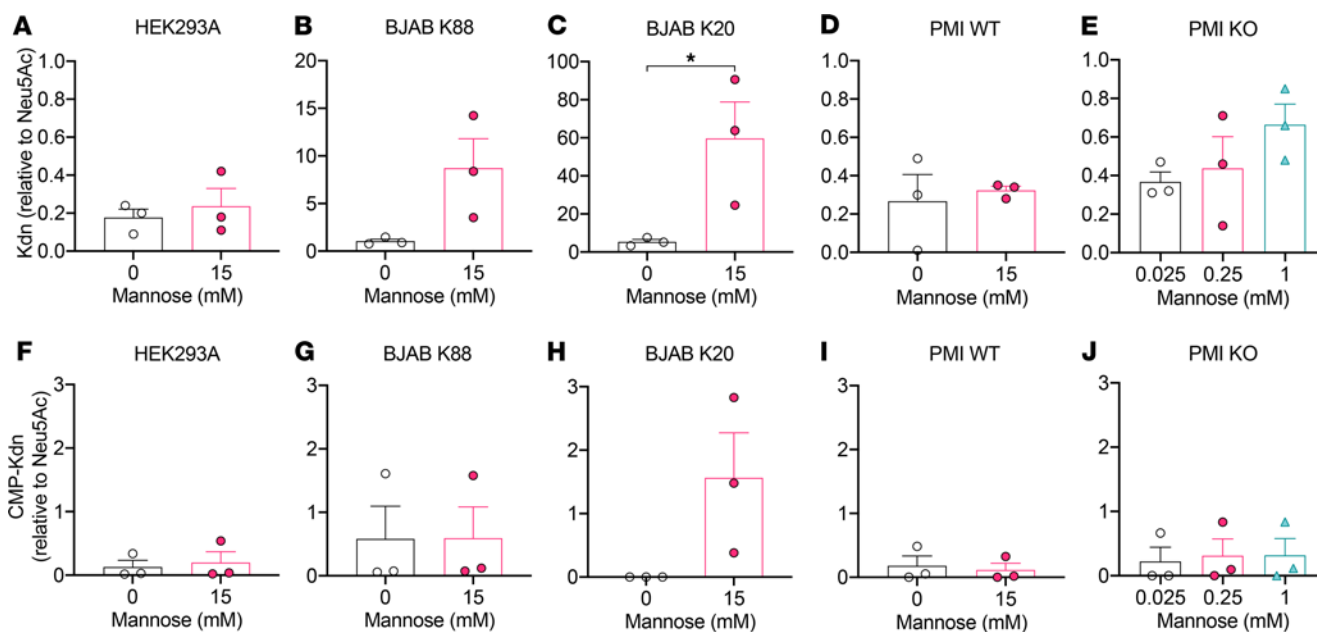 A HEK293A
B BJAB K88
C BJAB K20
D PMI WT
E PMI KO
Kdn (relative to Neu5Ac)
1.0
0.8
0.6
0.4
0.2
0.0
0 15
Mannose (mM)
20
15
10
5
0
0 15
Mannose (mM)
100
80
60
40
20
0
*
0 15
Mannose (mM)
1.0
0.8
0.6
0.4
0.2
0.0
0 15
Mannose (mM)
1.0
0.8
0.6
0.4
0.2
0.0
0.025 0.25 1
Mannose (mM)
F HEK293A
G BJAB K88
H BJAB K20
I PMI WT
J PMI KO
CMP-Kdn
(relative to Neu5Ac)
3
2
1
0
0 15
Mannose (mM)
3
2
1
0
0 15
Mannose (mM)
3
2
1
0
0 15
Mannose (mM)
3
2
1
0
0 15
Mannose (mM)
3
2
1
0
0.025 0.25 1
Mannose (mM)